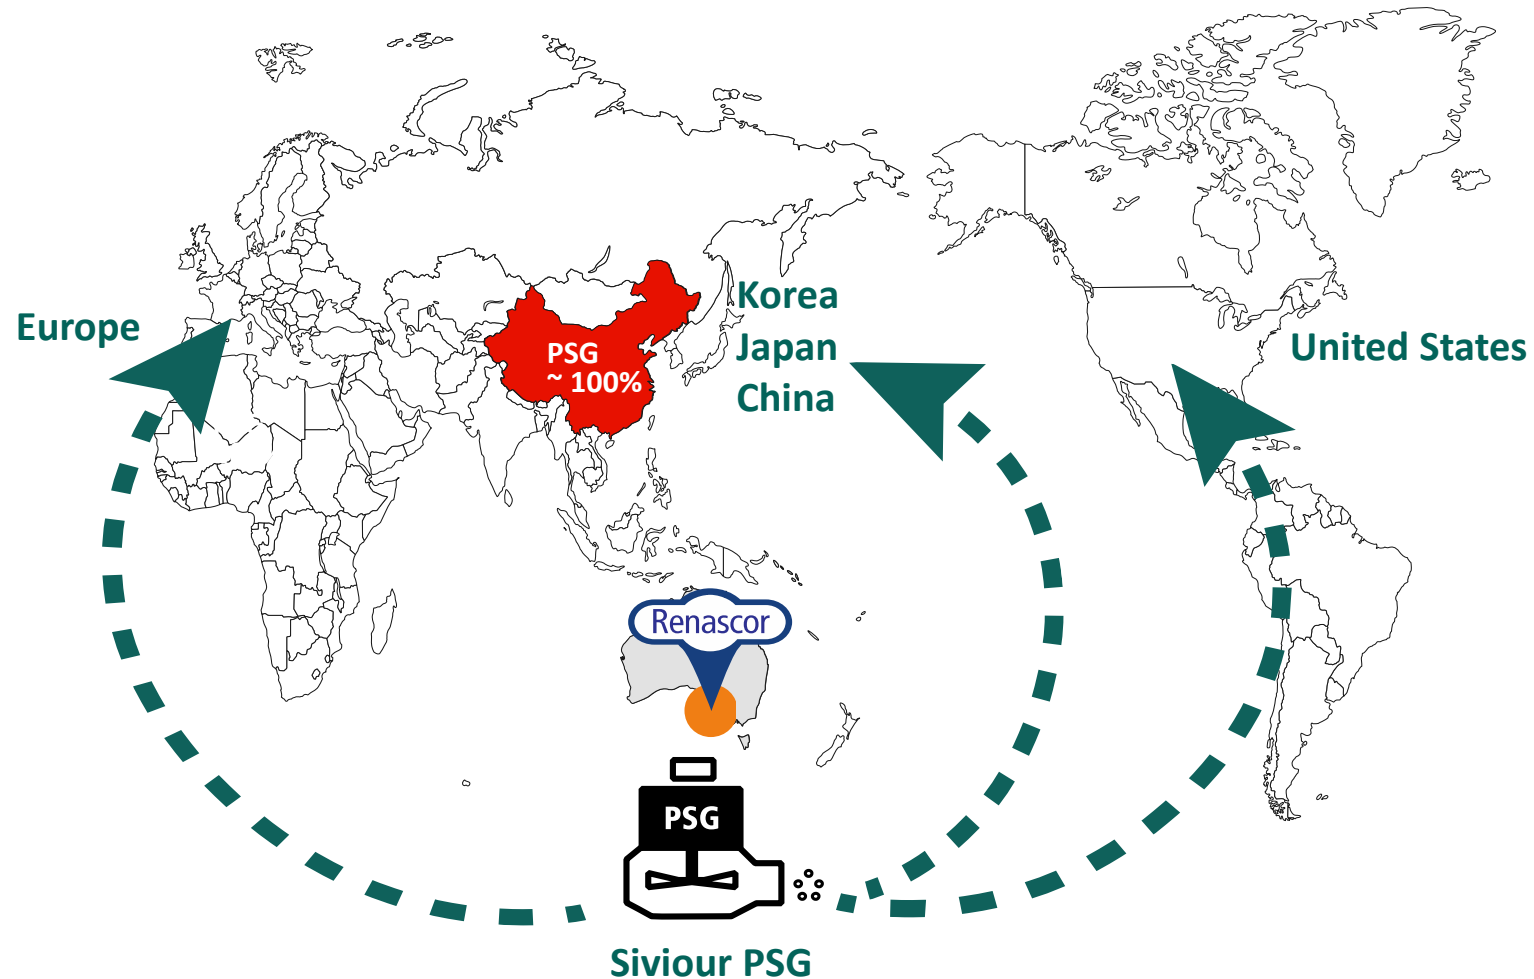 Europe
Korea
Japan
China
United States
PSG
~ 100%
Renascor
PSG
Siviour PSG